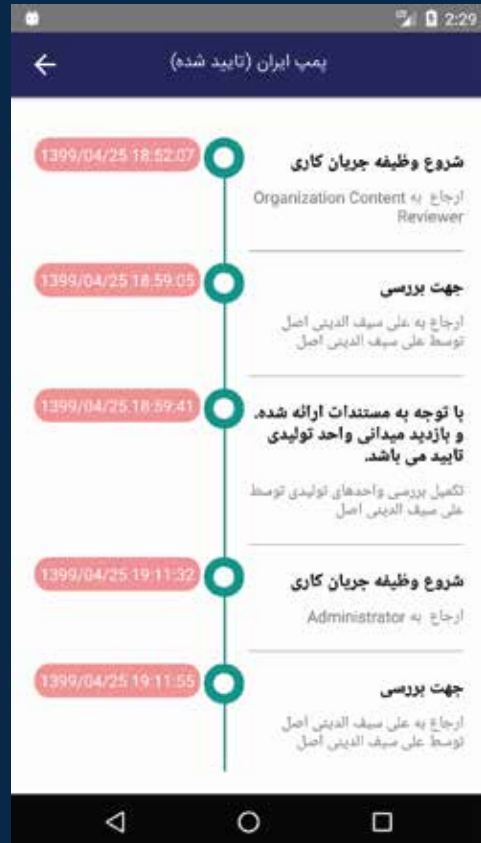 2:29
پمپ ایران (تایید شده)
1399/04/25 18:52:07
شروع وظیفه جریان کاری
ارجاع به Organization Content
Reviewer
1399/04/25 18:59:05
جهت بررسی
ارجاع به علی سیف الدینی اصل
توسط علی سیف الدینی اصل
1399/04/25 18:59:41
با توجه به مستندات ارائه شده.
و بازدید میدانی واحد تولیدی
تایید می باشد.
تکمیل بررسی واحدهای تولیدی توسط
علی سیف الدینی اصل
1399/04/25 19:11:32
شروع وظیفه جریان کاری
ارجاع به Administrator
1399/04/25 19:11:55
جهت بررسی
ارجاع به علی سیف الدینی اصل
توسط علی سیف الدینی اصل